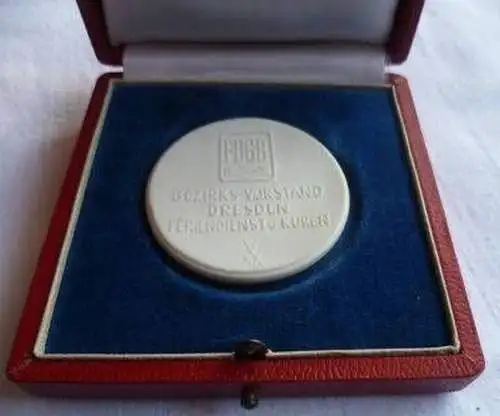 FDGB
BEZIRKS-VORSTAND
DRESDEN
FERIENDIENST U KUREN